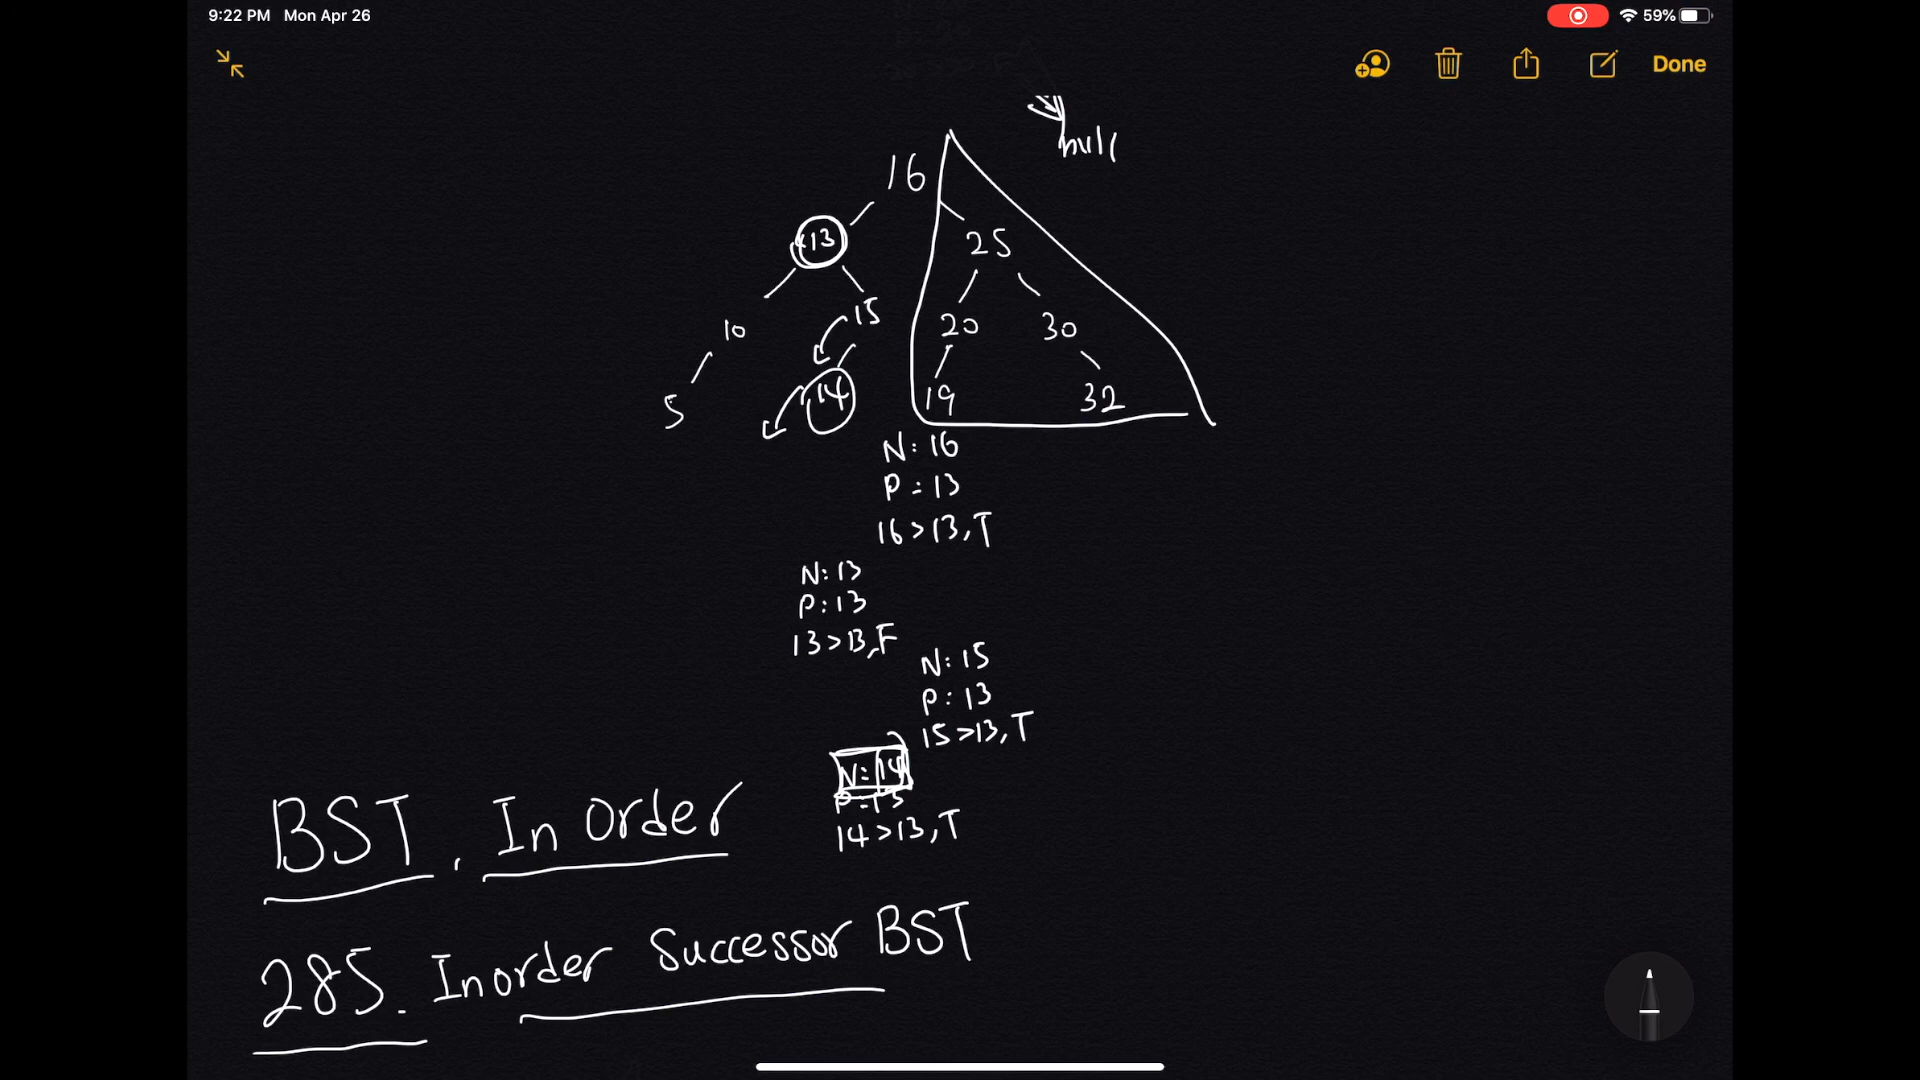 9:22 PM Mon Apr 26
59%
Done
null
16
13
25
10
15
20
30
5
14
19
32
N: 16
P = 13
16 > 13, T
N: 13
P: 13
13 > 13, F
N: 15
P: 13
15 > 13, T
N = 14
P = 13
14 > 13, T
BST, In Order
285. Inorder Successor BST